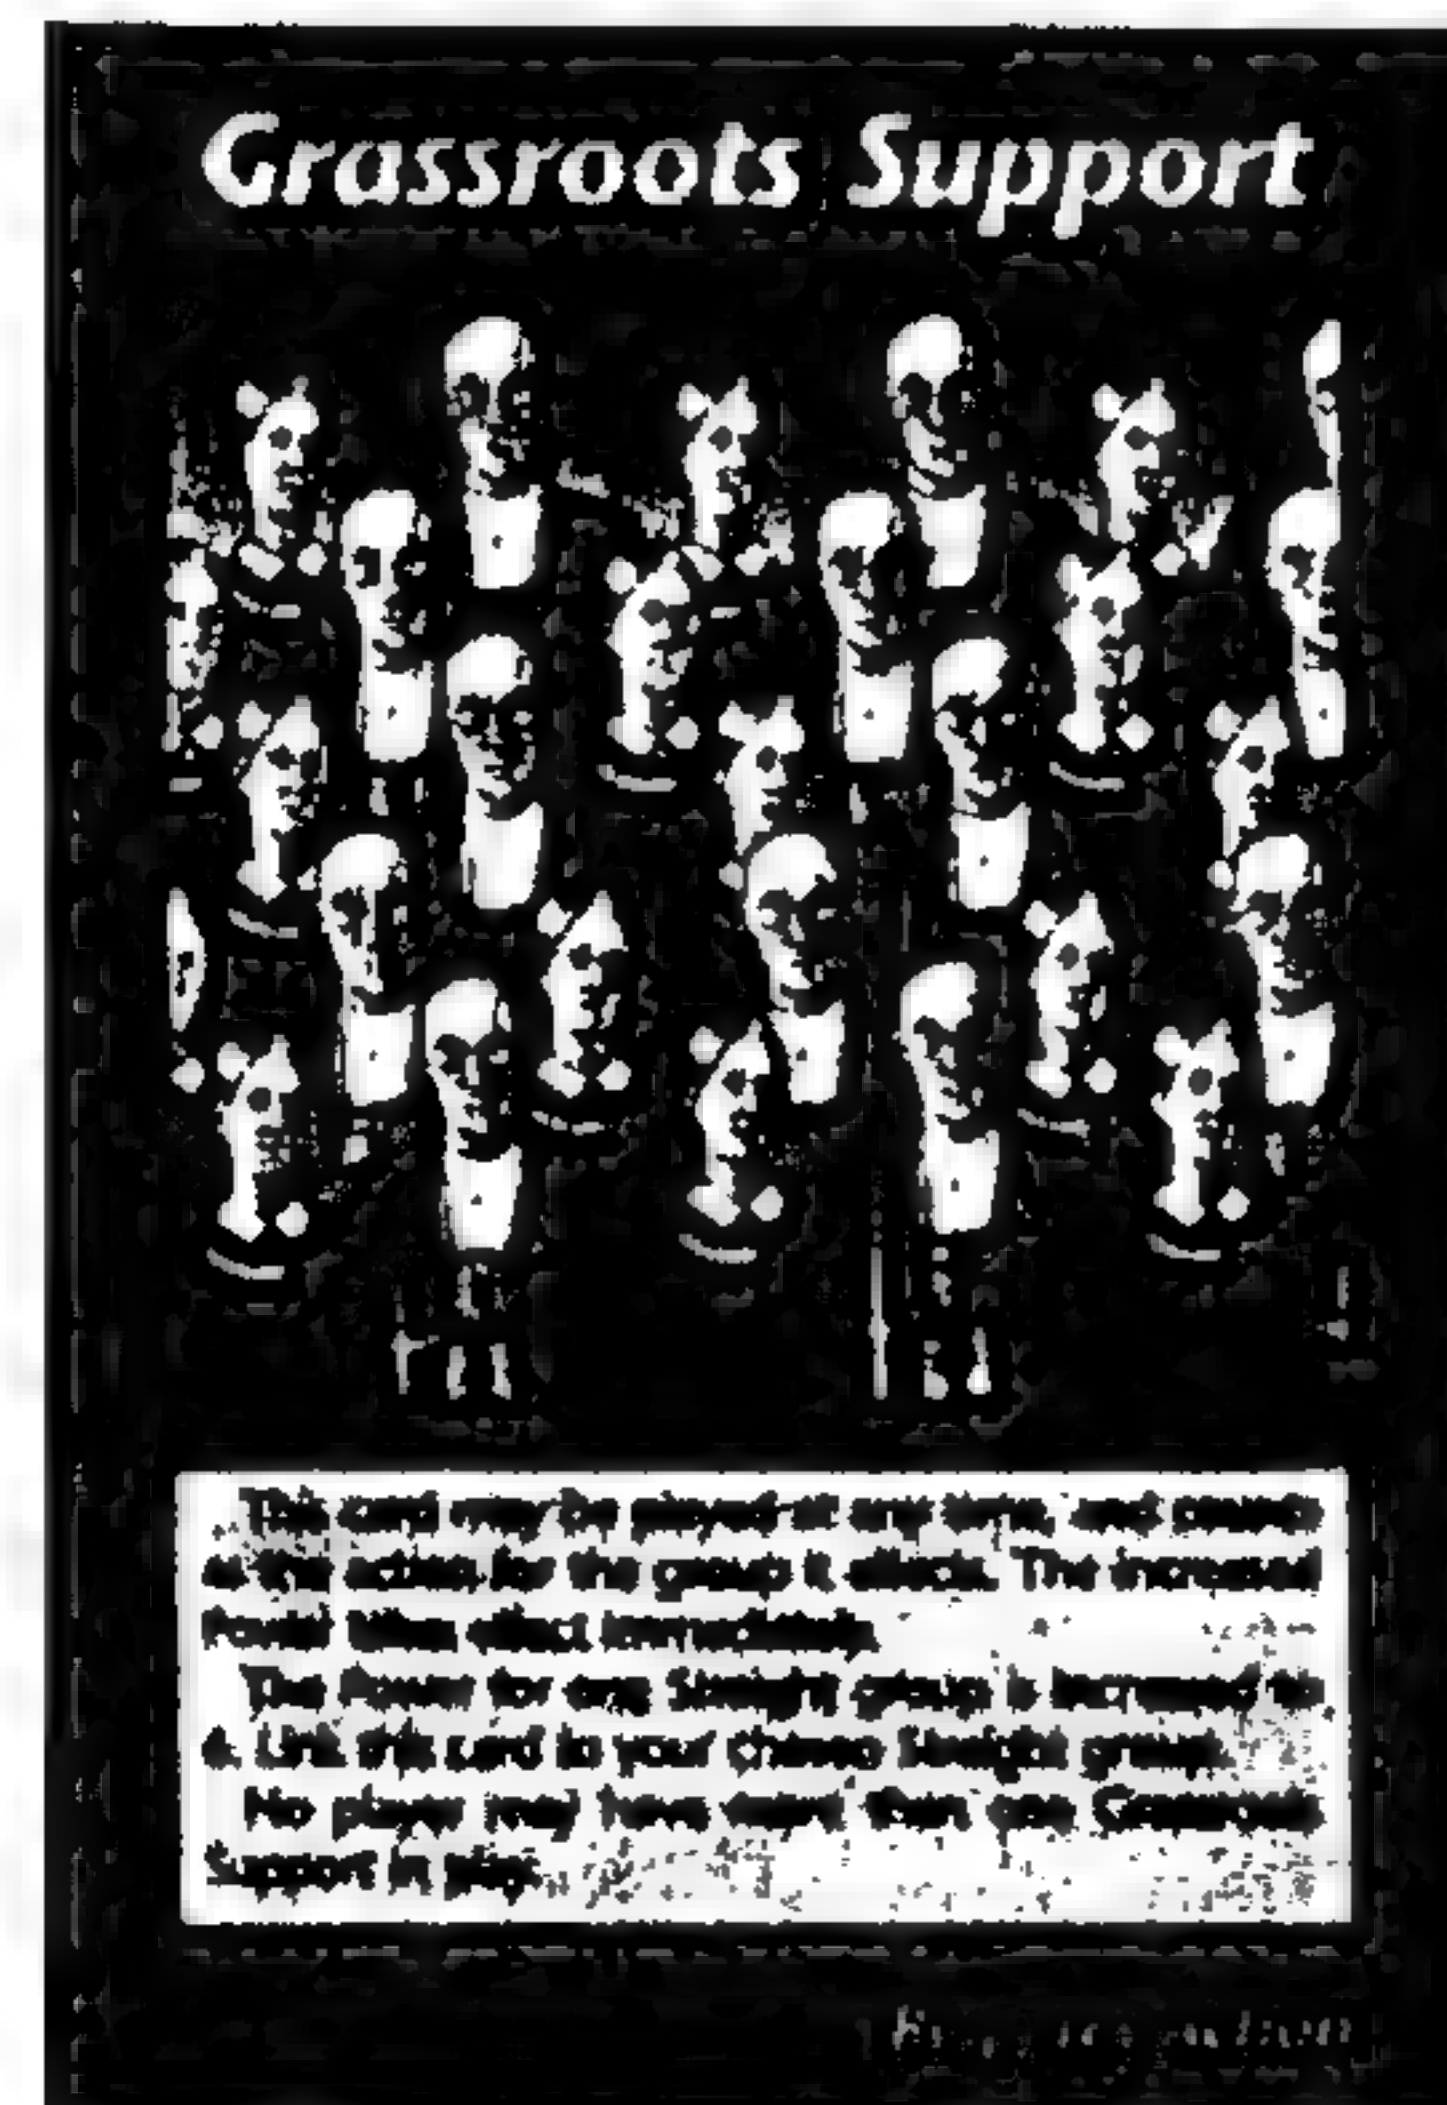 Grassroots Support
This card may be played at any time, and counts
as the action for the group it affects. The increased
Power takes effect immediately.
The Power for any Straight group is increased to
6. Link this card to your chosen Straight group.
No player may have more than one Grassroots
Support in play.